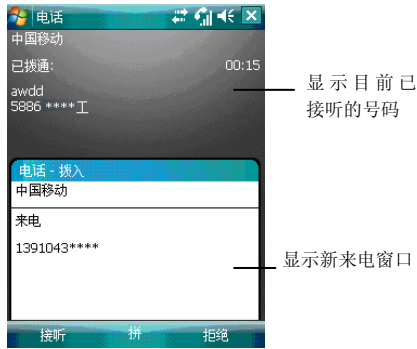 电话
中国移动
已拨通: 00:15
awdd
5886 ****工
显示目前已
接听的号码
电话 - 拨入
中国移动
来电
1391043****
显示新来电窗口
接听 拼 拒绝